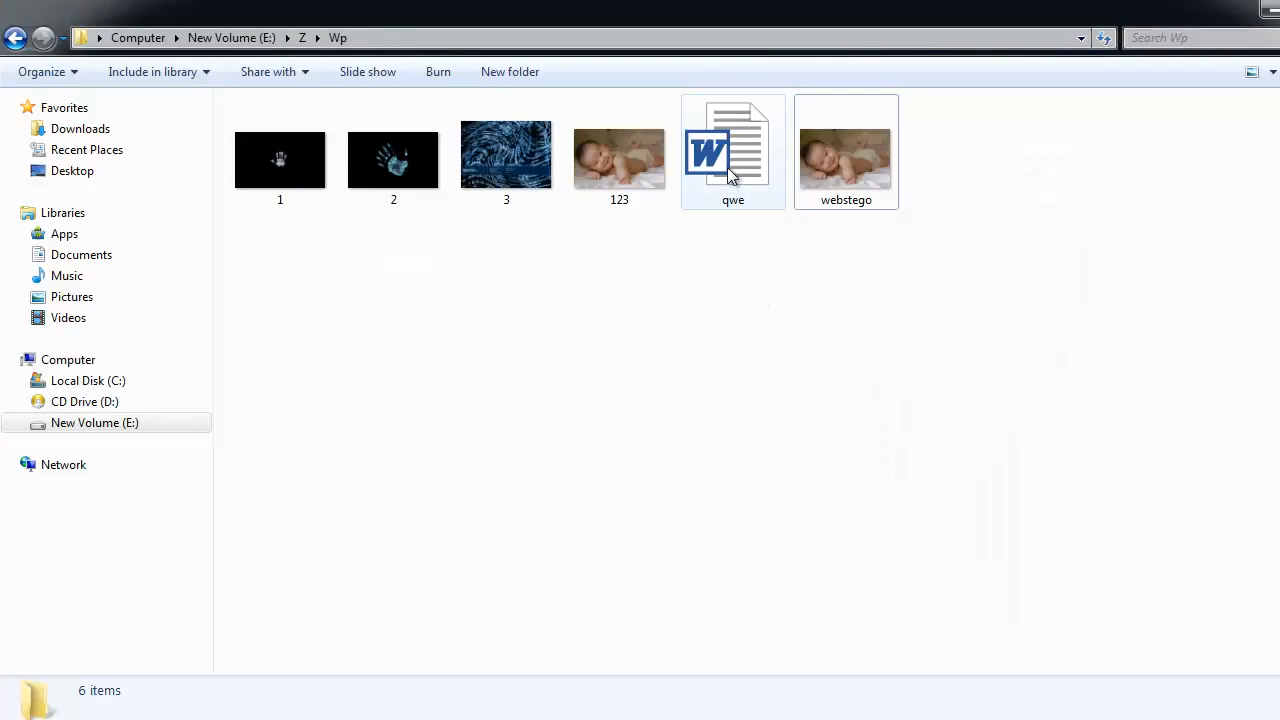 Computer New Volume (E:) Z Wp Search Wp
Organize Include in library Share with Slide show Burn New folder
Favorites
Downloads
Recent Places
Desktop
Libraries
Apps
Documents
Music
Pictures
Videos
Computer
Local Disk (C:)
CD Drive (D:)
New Volume (E:)
Network
W
1 2 3 123 qwe webstego
6 items